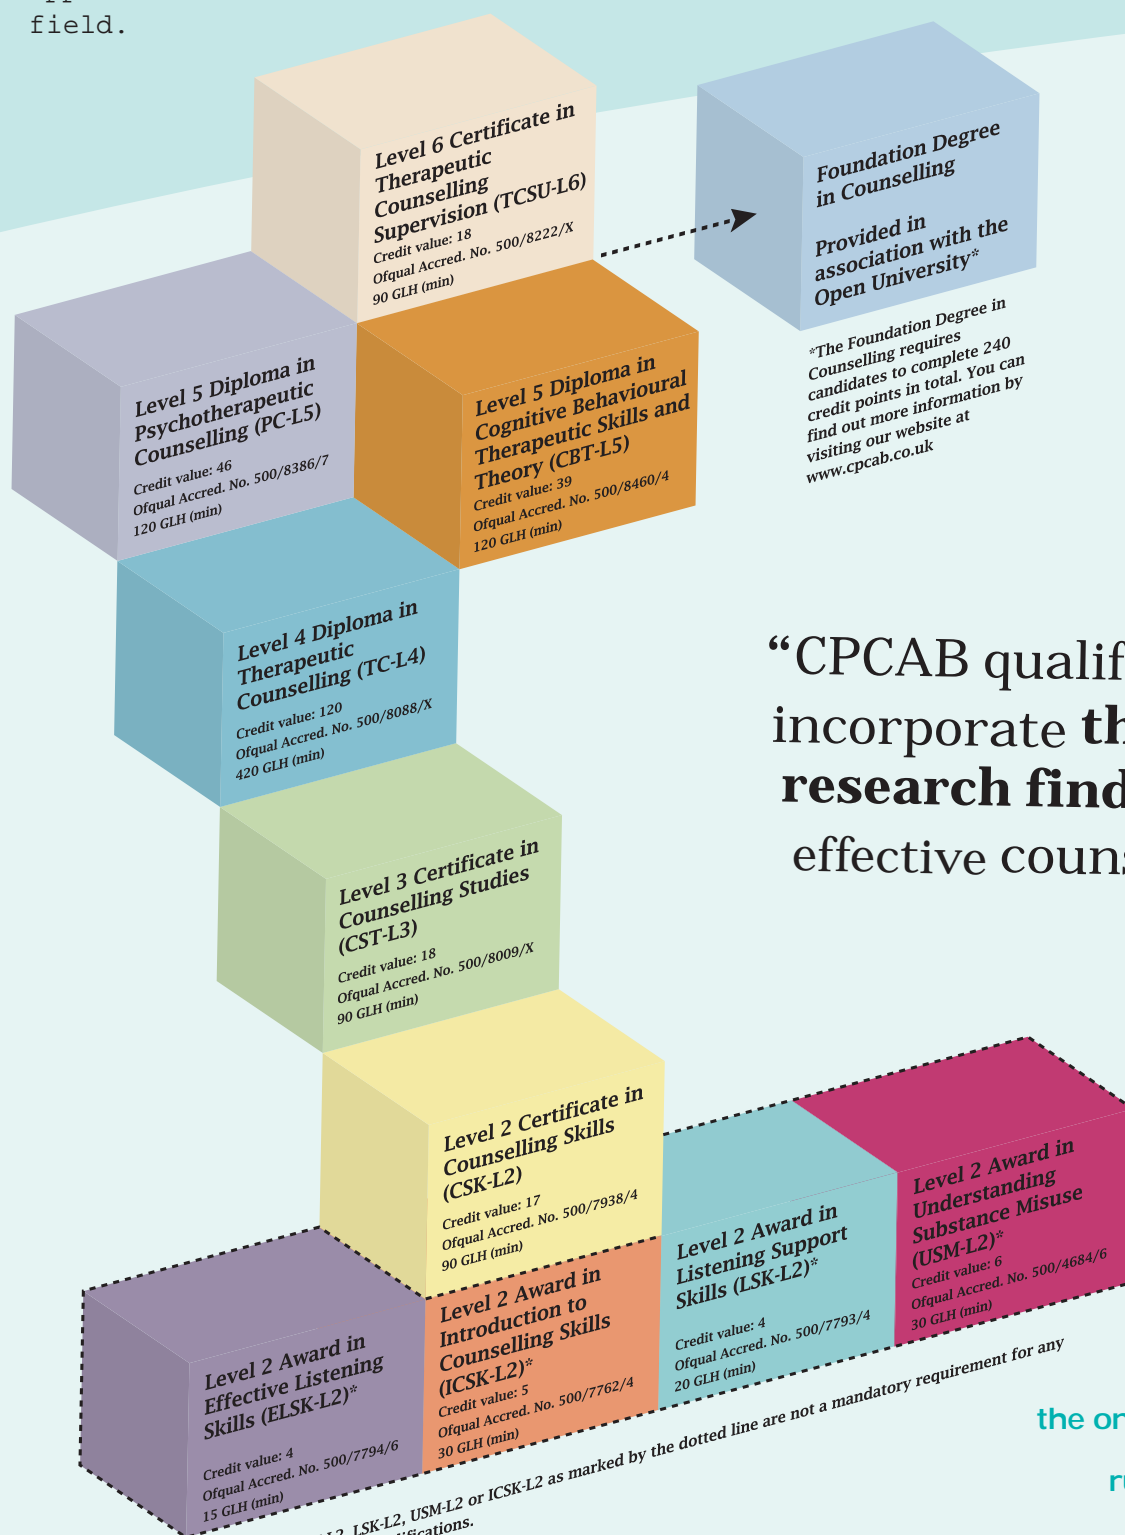 field.
Level 6 Certificate in
Therapeutic
Counselling
Supervision (TCSU-L6)
Credit value: 18
Ofqual Accred. No. 500/8222/X
90 GLH (min)
Foundation Degree
in Counselling
Provided in
association with the
Open University*
*The Foundation Degree in
Counselling requires
candidates to complete 240
credit points in total. You can
find out more information by
visiting our website at
www.cpcab.co.uk
Level 5 Diploma in
Psychotherapeutic
Counselling (PC-L5)
Credit value: 46
Ofqual Accred. No. 500/8386/7
120 GLH (min)
Level 5 Diploma in
Cognitive Behavioural
Therapeutic Skills and
Theory (CBT-L5)
Credit value: 39
Ofqual Accred. No. 500/8460/4
120 GLH (min)
Level 4 Diploma in
Therapeutic
Counselling (TC-L4)
Credit value: 120
Ofqual Accred. No. 500/8088/X
420 GLH (min)
“CPCAB qualif
incorporate th
research find
effective couns
Level 3 Certificate in
Counselling Studies
(CST-L3)
Credit value: 18
Ofqual Accred. No. 500/8009/X
90 GLH (min)
Level 2 Certificate in
Counselling Skills
(CSK-L2)
Credit value: 17
Ofqual Accred. No. 500/7938/4
90 GLH (min)
Level 2 Award in
Effective Listening
Skills (ELSK-L2)*
Credit value: 4
Ofqual Accred. No. 500/7794/6
15 GLH (min)
Level 2 Award in
Introduction to
Counselling Skills
(ICSK-L2)*
Credit value: 5
Ofqual Accred. No. 500/7762/4
30 GLH (min)
Level 2 Award in
Listening Support
Skills (LSK-L2)*
Credit value: 4
Ofqual Accred. No. 500/7793/4
20 GLH (min)
Level 2 Award in
Understanding
Substance Misuse
(USM-L2)*
Credit value: 6
Ofqual Accred. No. 500/4684/6
30 GLH (min)
LSK-L2, USM-L2 or ICSK-L2 as marked by the dotted line are not a mandatory requirement for any
the on